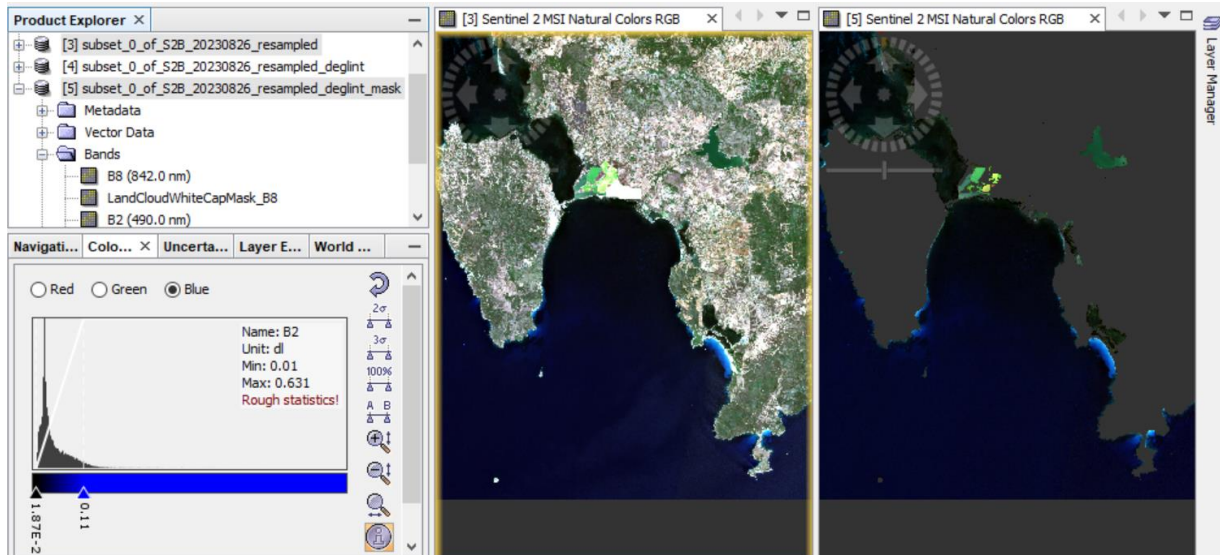 Product Explorer
[3] subset_0_of_S2B_20230826_resampled
[4] subset_0_of_S2B_20230826_resampled_deglint
[5] subset_0_of_S2B_20230826_resampled_deglint_mask
Metadata
Vector Data
Bands
B8 (842.0 nm)
LandCloudWhiteCapMask_B8
B2 (490.0 nm)
Navigati... Colo... Uncerta... Layer E... World ...
Red Green Blue
Name: B2
Unit: dl
Min: 0.01
Max: 0.631
Rough statistics!
1.87E-2
0.11
2σ
3σ
100%
A B
[3] Sentinel 2 MSI Natural Colors RGB
[5] Sentinel 2 MSI Natural Colors RGB
Layer Manager